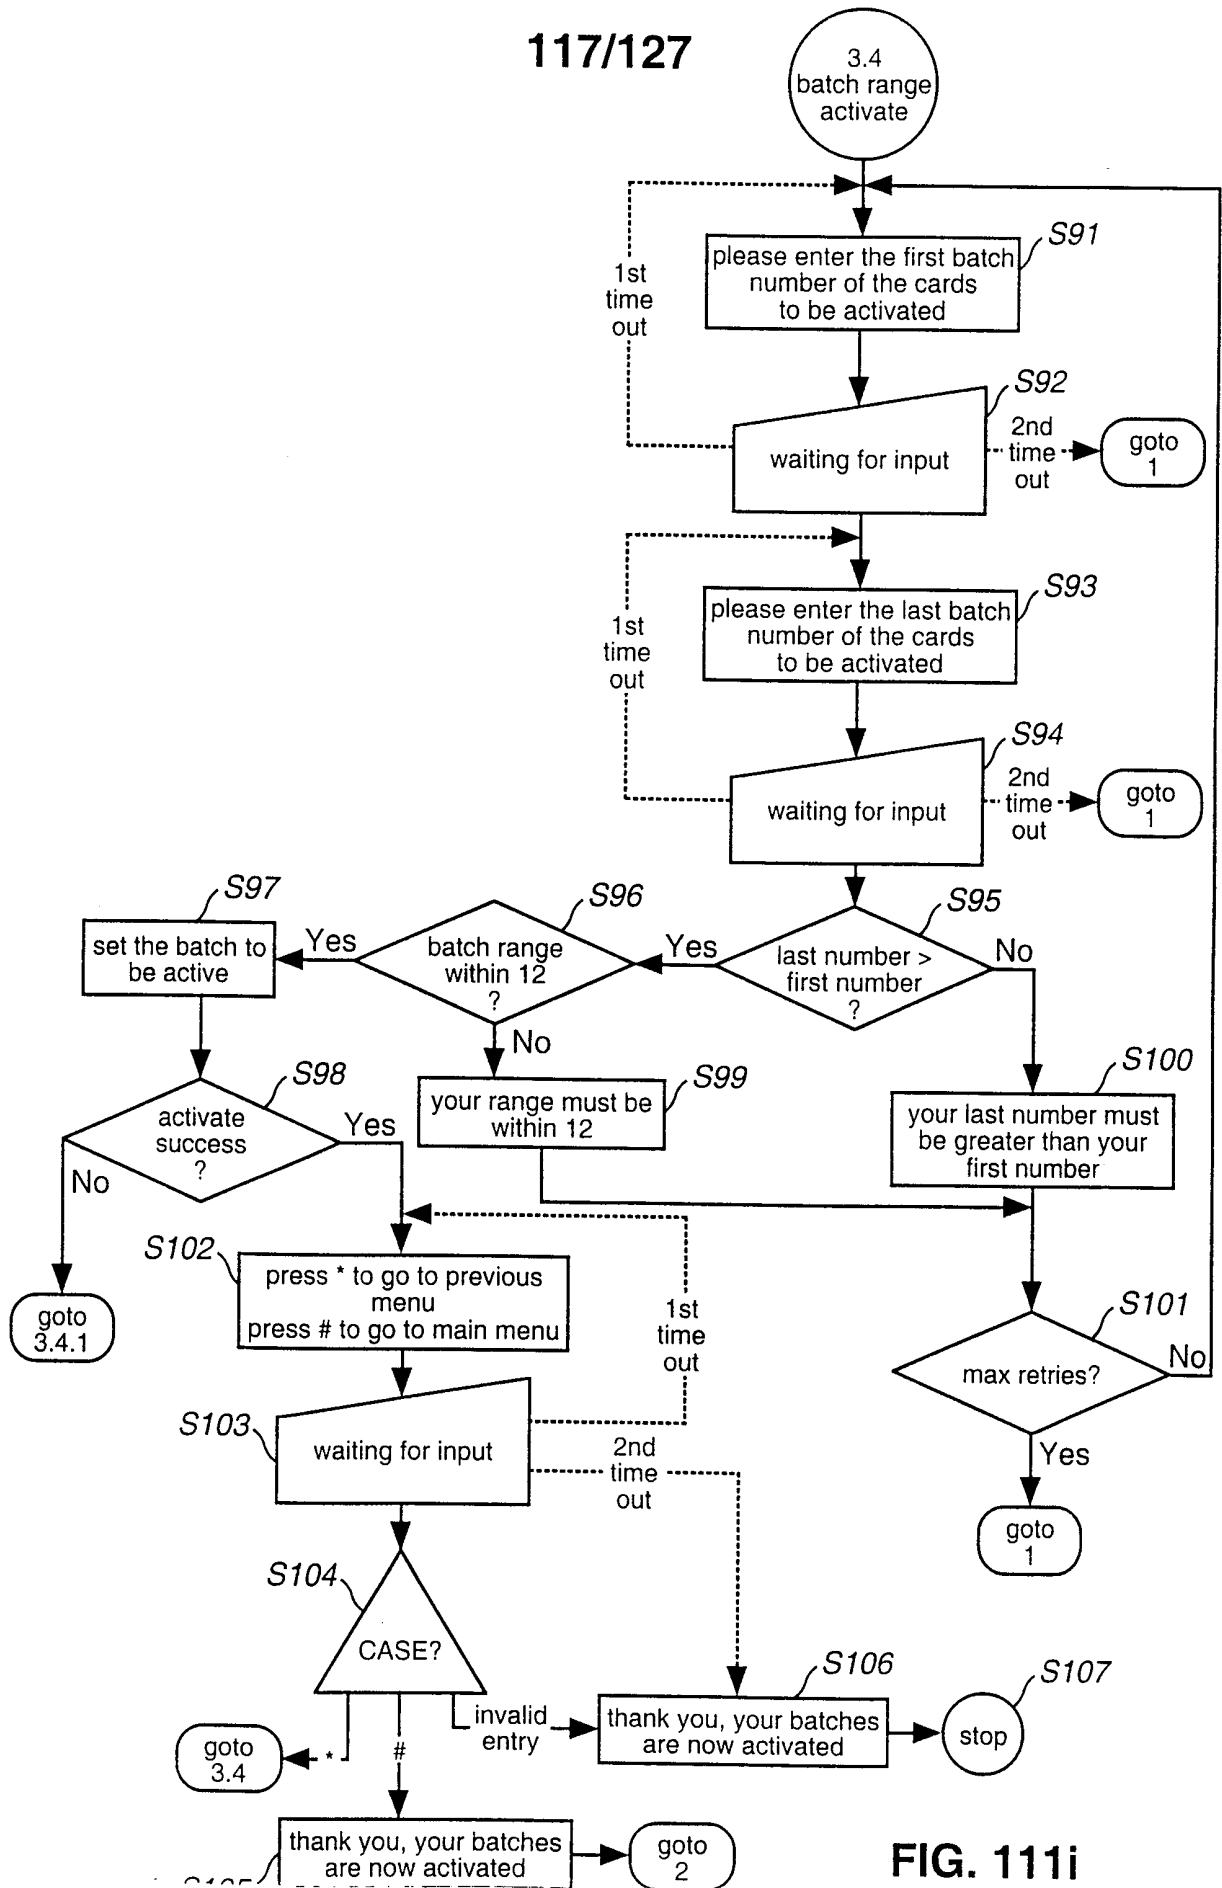 117/127
3.4
batch range
activate
S91
please enter the first batch
number of the cards
to be activated
1st
time
out
S92
waiting for input
2nd
time
out
goto
1
S93
please enter the last batch
number of the cards
to be activated
1st
time
out
S94
waiting for input
2nd
time
out
goto
1
S97
set the batch to
be active
Yes
S96
batch range
within 12
?
Yes
S95
last number >
first number
?
No
No
S98
activate
success
?
Yes
No
S99
your range must be
within 12
S100
your last number must
be greater than your
first number
goto
3.4.1
S102
press * to go to previous
menu
press # to go to main menu
1st
time
out
S101
max retries?
No
Yes
goto
1
S103
waiting for input
2nd
time
out
S104
CASE?
goto
3.4
*
#
invalid
entry
S106
thank you, your batches
are now activated
S107
stop
thank you, your batches
are now activated
goto
2
FIG. 111i